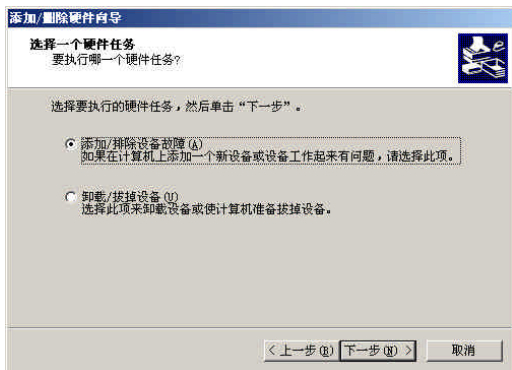 添加/删除硬件向导
选择一个硬件任务
要执行哪一个硬件任务?
选择要执行的硬件任务，然后单击“下一步”。
添加/排除设备故障(A)
如果在计算机上添加一个新设备或设备工作起来有问题，请选择此项。
卸载/拔掉设备(U)
选择此项来卸载设备或使计算机准备拔掉设备。
< 上一步(B) 下一步(N) > 取消